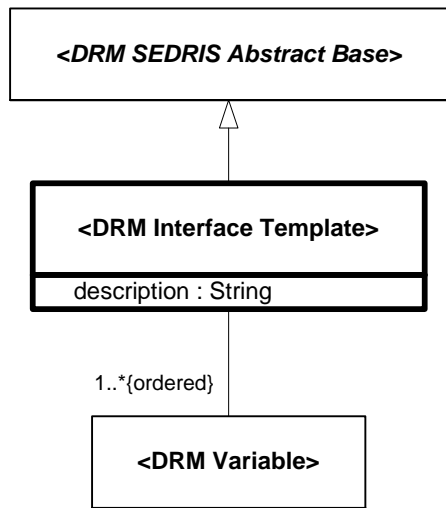 <DRM SEDRIS Abstract Base>
<DRM Interface Template>
description : String
1..*{ordered}
<DRM Variable>